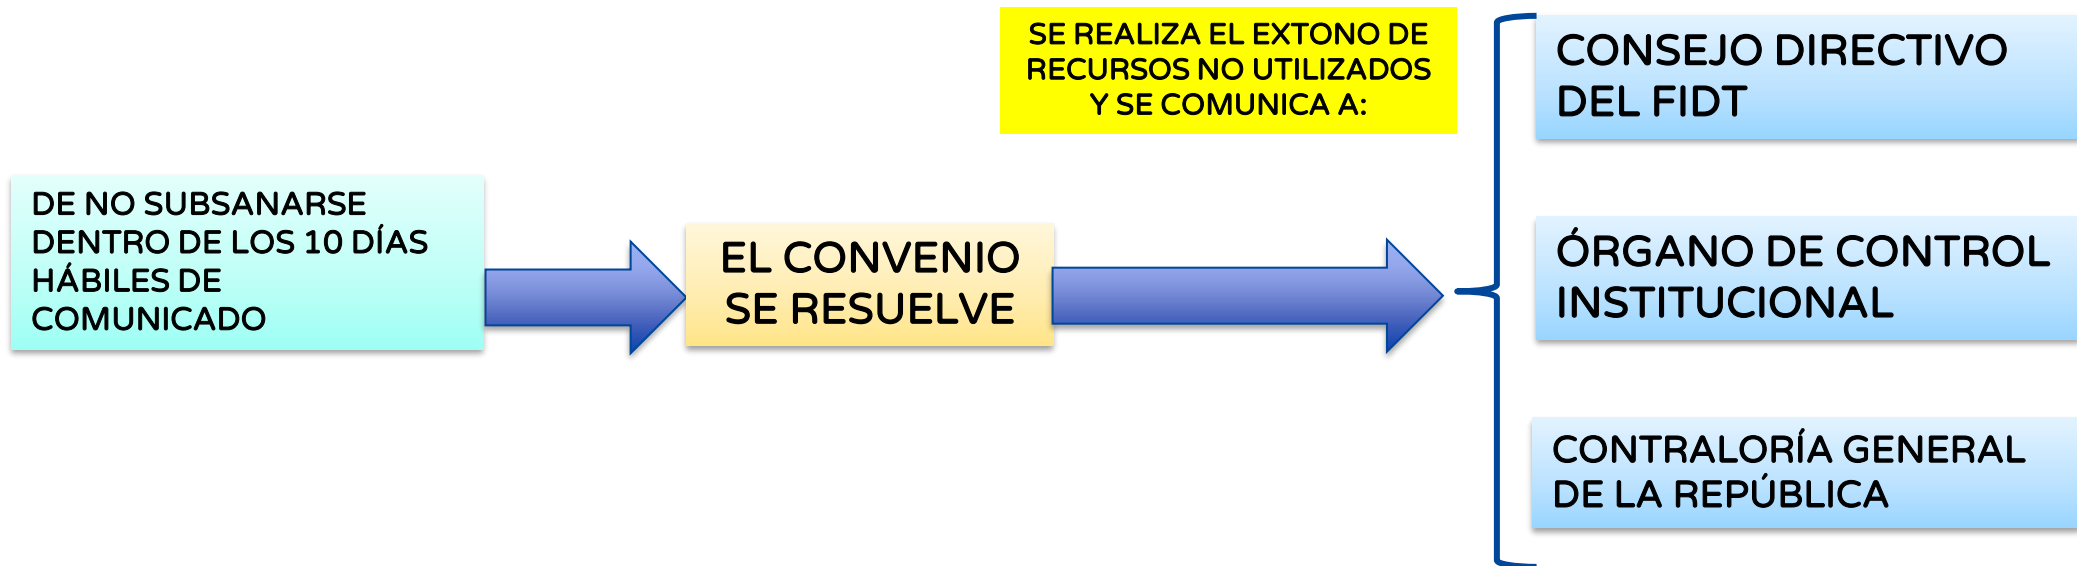 DE NO SUBSANARSE
DENTRO DE LOS 10 DÍAS
HÁBILES DE
COMUNICADO
EL CONVENIO
SE RESUELVE
SE REALIZA EL EXTONO DE
RECURSOS NO UTILIZADOS
Y SE COMUNICA A:
CONSEJO DIRECTIVO
DEL FIDT
ÓRGANO DE CONTROL
INSTITUCIONAL
CONTRALORÍA GENERAL
DE LA REPÚBLICA